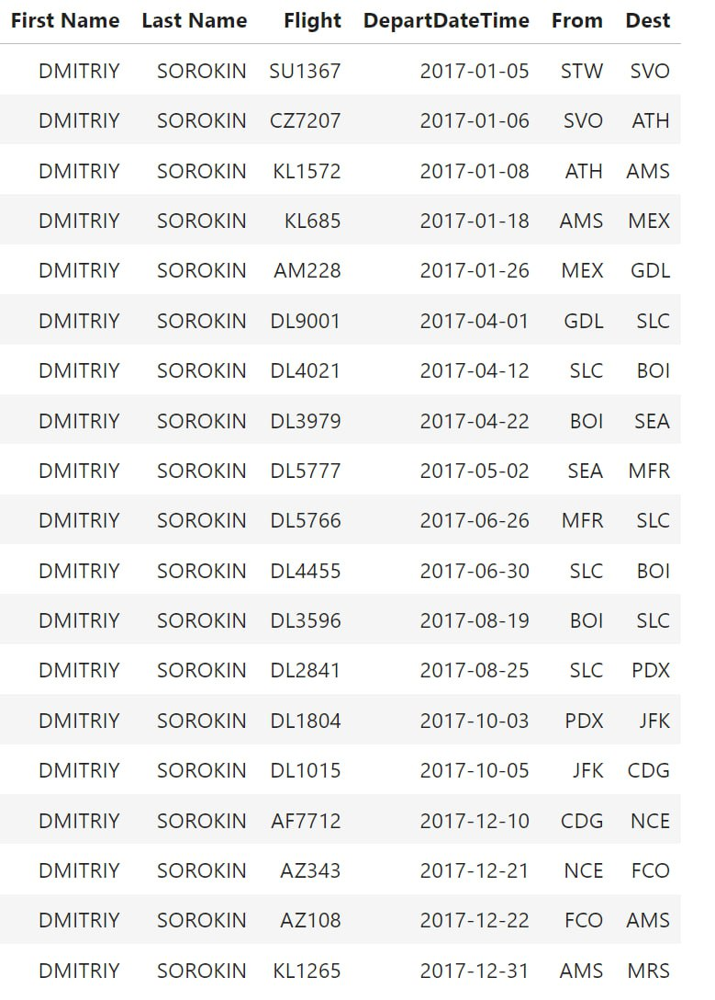 First Name Last Name Flight DepartDateTime From Dest
DMITRIY SOROKIN SU1367 2017-01-05 STW SVO
DMITRIY SOROKIN CZ7207 2017-01-06 SVO ATH
DMITRIY SOROKIN KL1572 2017-01-08 ATH AMS
DMITRIY SOROKIN KL685 2017-01-18 AMS MEX
DMITRIY SOROKIN AM228 2017-01-26 MEX GDL
DMITRIY SOROKIN DL9001 2017-04-01 GDL SLC
DMITRIY SOROKIN DL4021 2017-04-12 SLC BOI
DMITRIY SOROKIN DL3979 2017-04-22 BOI SEA
DMITRIY SOROKIN DL5777 2017-05-02 SEA MFR
DMITRIY SOROKIN DL5766 2017-06-26 MFR SLC
DMITRIY SOROKIN DL4455 2017-06-30 SLC BOI
DMITRIY SOROKIN DL3596 2017-08-19 BOI SLC
DMITRIY SOROKIN DL2841 2017-08-25 SLC PDX
DMITRIY SOROKIN DL1804 2017-10-03 PDX JFK
DMITRIY SOROKIN DL1015 2017-10-05 JFK CDG
DMITRIY SOROKIN AF7712 2017-12-10 CDG NCE
DMITRIY SOROKIN AZ343 2017-12-21 NCE FCO
DMITRIY SOROKIN AZ108 2017-12-22 FCO AMS
DMITRIY SOROKIN KL1265 2017-12-31 AMS MRS